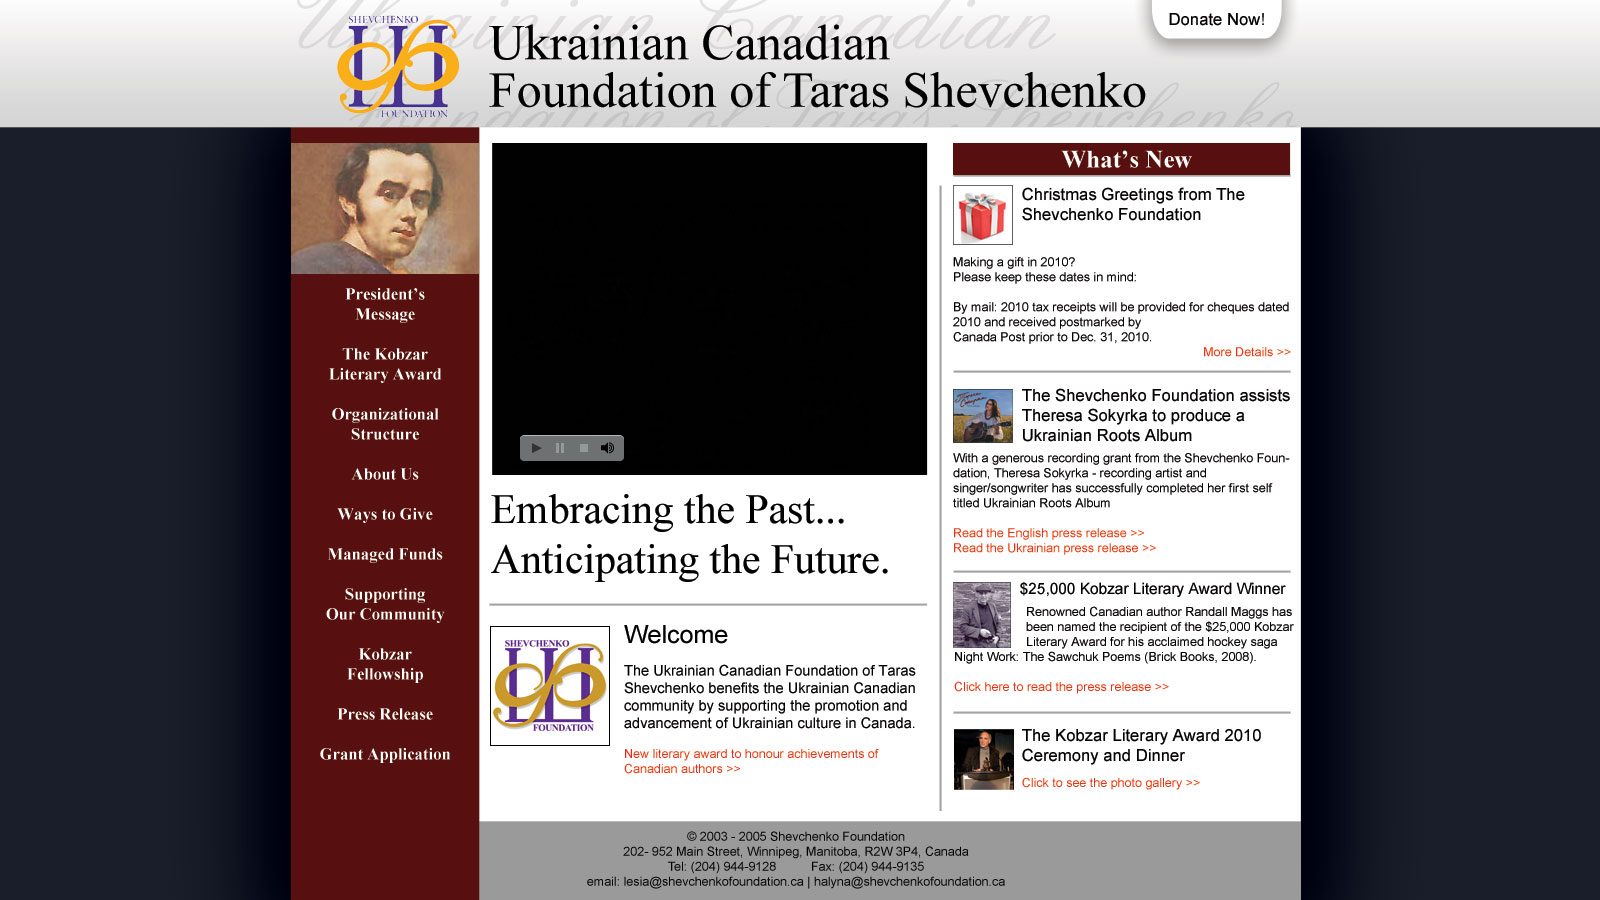 Ukrainian Canadian
Foundation of Taras Shevchenko
SHEVCHENKO
FOUNDATION
Ukrainian Canadian
Foundation of Taras Shevchenko
Donate Now!
President’s
Message
The Kobzar
Literary Award
Organizational
Structure
About Us
Ways to Give
Managed Funds
Supporting
Our Community
Kobzar
Fellowship
Press Release
Grant Application
Embracing the Past...
Anticipating the Future.
SHEVCHENKO
FOUNDATION
Welcome
The Ukrainian Canadian Foundation of Taras
Shevchenko benefits the Ukrainian Canadian
community by supporting the promotion and
advancement of Ukrainian culture in Canada.
New literary award to honour achievements of
Canadian authors >>
What’s New
Christmas Greetings from The
Shevchenko Foundation
Making a gift in 2010?
Please keep these dates in mind:
By mail: 2010 tax receipts will be provided for cheques dated
2010 and received postmarked by
Canada Post prior to Dec. 31, 2010.
More Details >>
The Shevchenko Foundation assists
Theresa Sokyrka to produce a
Ukrainian Roots Album
With a generous recording grant from the Shevchenko Foun-
dation, Theresa Sokyrka - recording artist and
singer/songwriter has successfully completed her first self
titled Ukrainian Roots Album
Read the English press release >>
Read the Ukrainian press release >>
$25,000 Kobzar Literary Award Winner
Renowned Canadian author Randall Maggs has
been named the recipient of the $25,000 Kobzar
Literary Award for his acclaimed hockey saga
Night Work: The Sawchuk Poems (Brick Books, 2008).
Click here to read the press release >>
The Kobzar Literary Award 2010
Ceremony and Dinner
Click to see the photo gallery >>
© 2003 - 2005 Shevchenko Foundation
202- 952 Main Street, Winnipeg, Manitoba, R2W 3P4, Canada
Tel: (204) 944-9128 Fax: (204) 944-9135
email: lesia@shevchenkofoundation.ca | halyna@shevchenkofoundation.ca